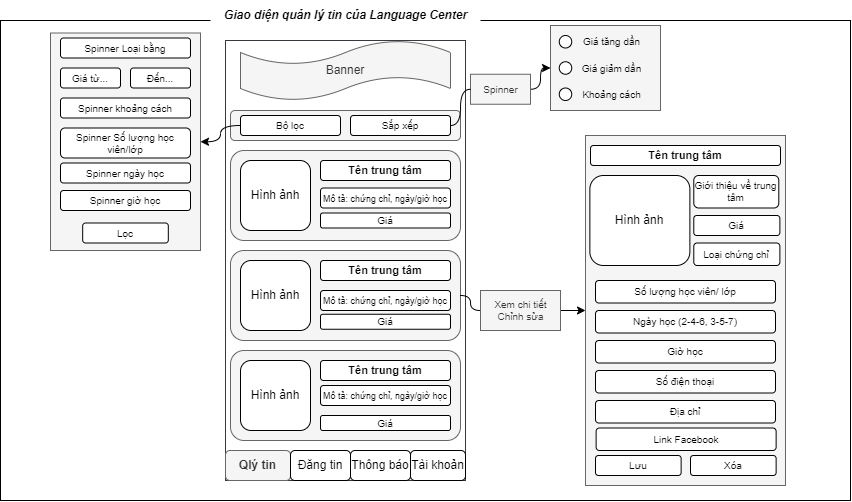 Giao diện quản lý tin của Language Center
Spinner Loại bằng
Giá từ...
Đến...
Spinner khoảng cách
Spinner Số lượng học
viên/lớp
Spinner ngày học
Spinner giờ học
Lọc
Banner
Bộ lọc
Sắp xếp
Hình ảnh
Tên trung tâm
Mô tả: chứng chỉ, ngày/giờ học
Giá
Hình ảnh
Tên trung tâm
Mô tả: chứng chỉ, ngày/giờ học
Giá
Hình ảnh
Tên trung tâm
Mô tả: chứng chỉ, ngày/giờ học
Giá
Qlý tin
Đăng tin
Thông báo
Tài khoản
Spinner
Giá tăng dần
Giá giảm dần
Khoảng cách
Xem chi tiết
Chỉnh sửa
Tên trung tâm
Hình ảnh
Giới thiệu về trung
tâm
Giá
Loại chứng chỉ
Số lượng học viên/ lớp
Ngày học (2-4-6, 3-5-7)
Giờ học
Số điện thoại
Địa chỉ
Link Facebook
Lưu
Xóa